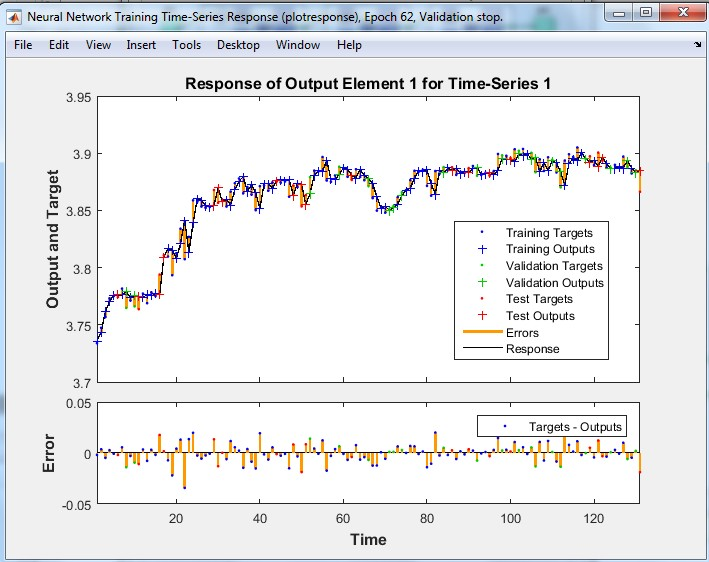 Neural Network Training Time-Series Response (plotresponse), Epoch 62, Validation stop.
File Edit View Insert Tools Desktop Window Help
Response of Output Element 1 for Time-Series 1
Output and Target
3.95
3.9
3.85
3.8
3.75
3.7
Training Targets
Training Outputs
Validation Targets
Validation Outputs
Test Targets
Test Outputs
Errors
Response
Error
0.05
0
-0.05
Targets - Outputs
20 40 60 80 100 120
Time